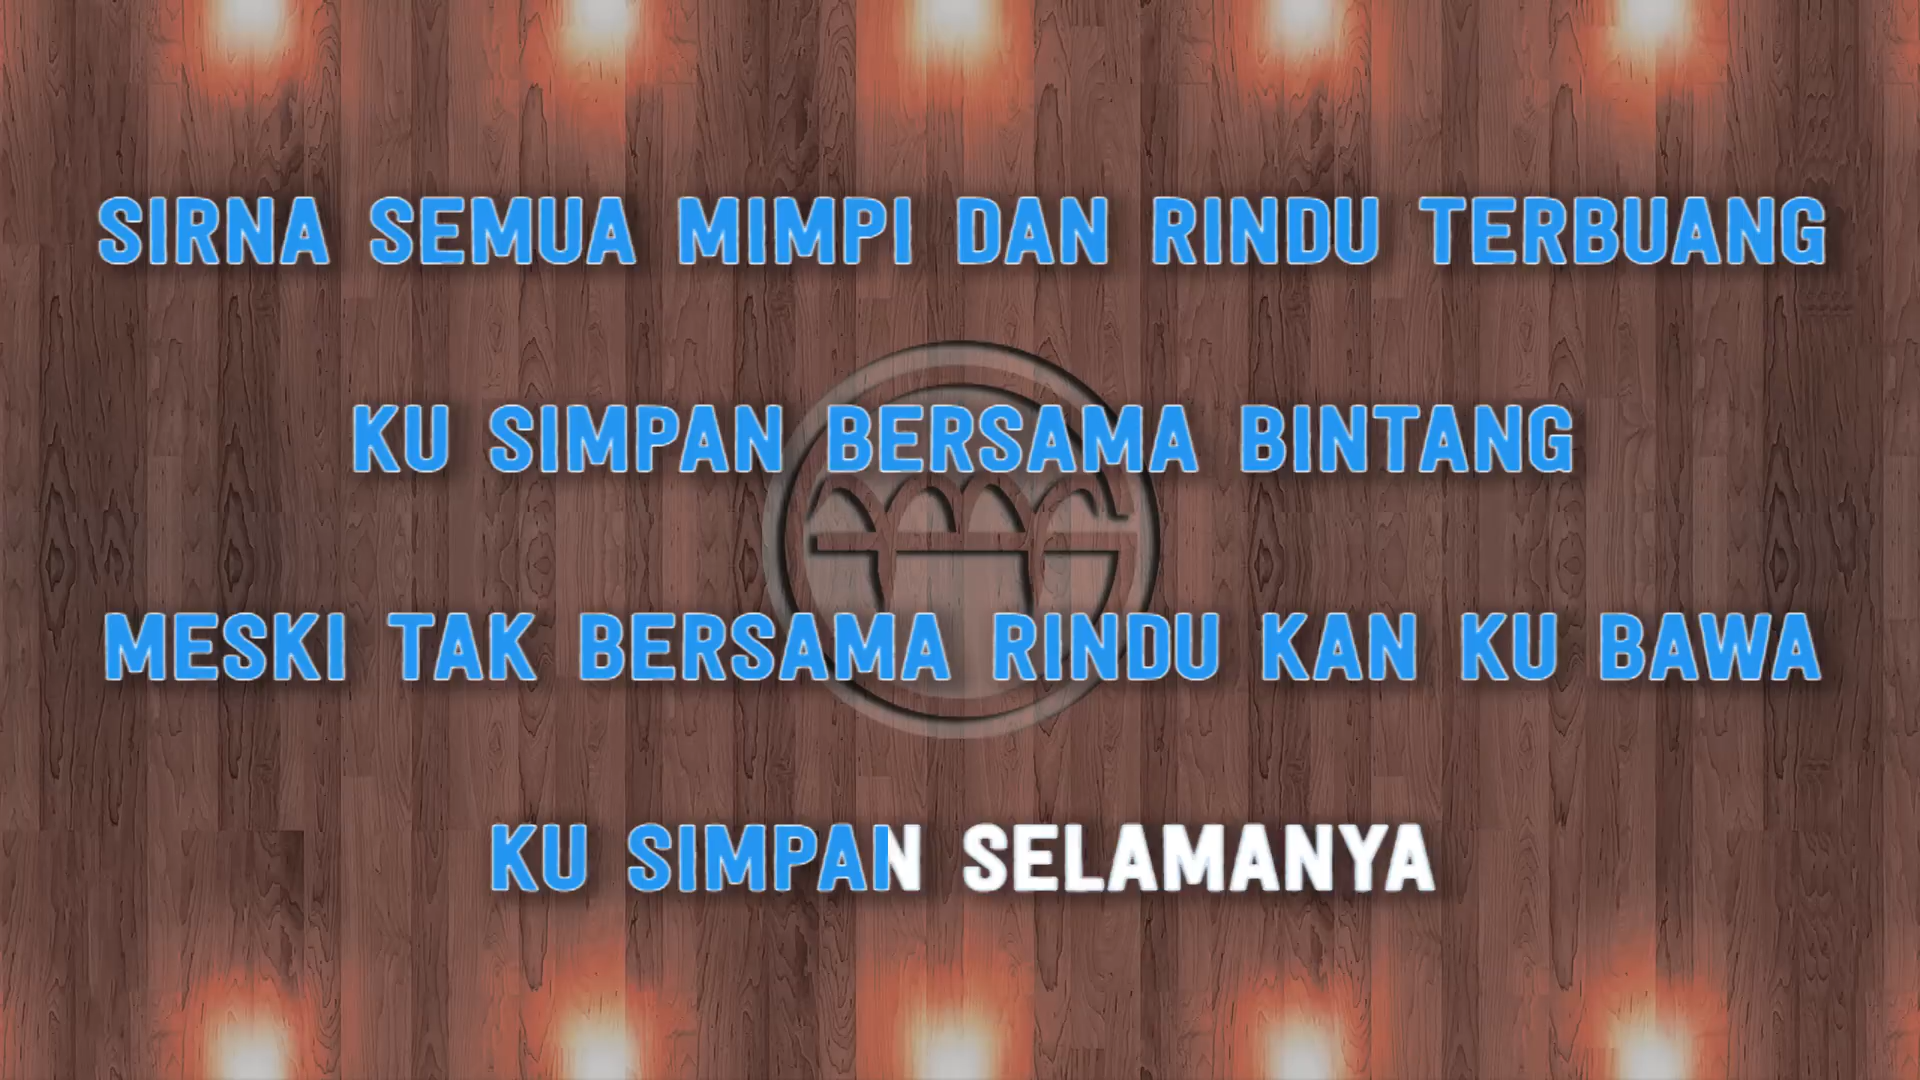 SIRNA SEMUA MIMPI DAN RINDU TERBUANG
KU SIMPAN BERSAMA BINTANG
MESKI TAK BERSAMA RINDU KAN KU BAWA
KU SIMPAN SELAMANYA